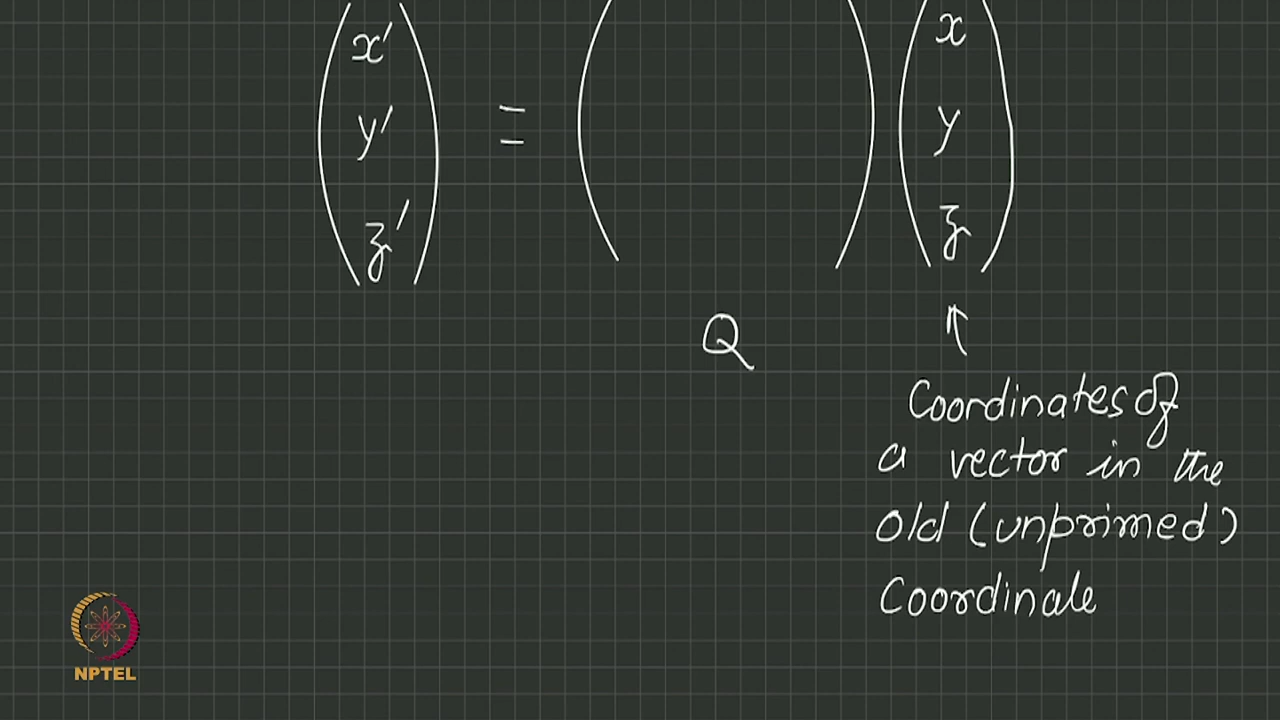 x' = x
y' y
z' z
Q
Coordinates of
a vector in the
old (unprimed)
Coordinate
NPTEL